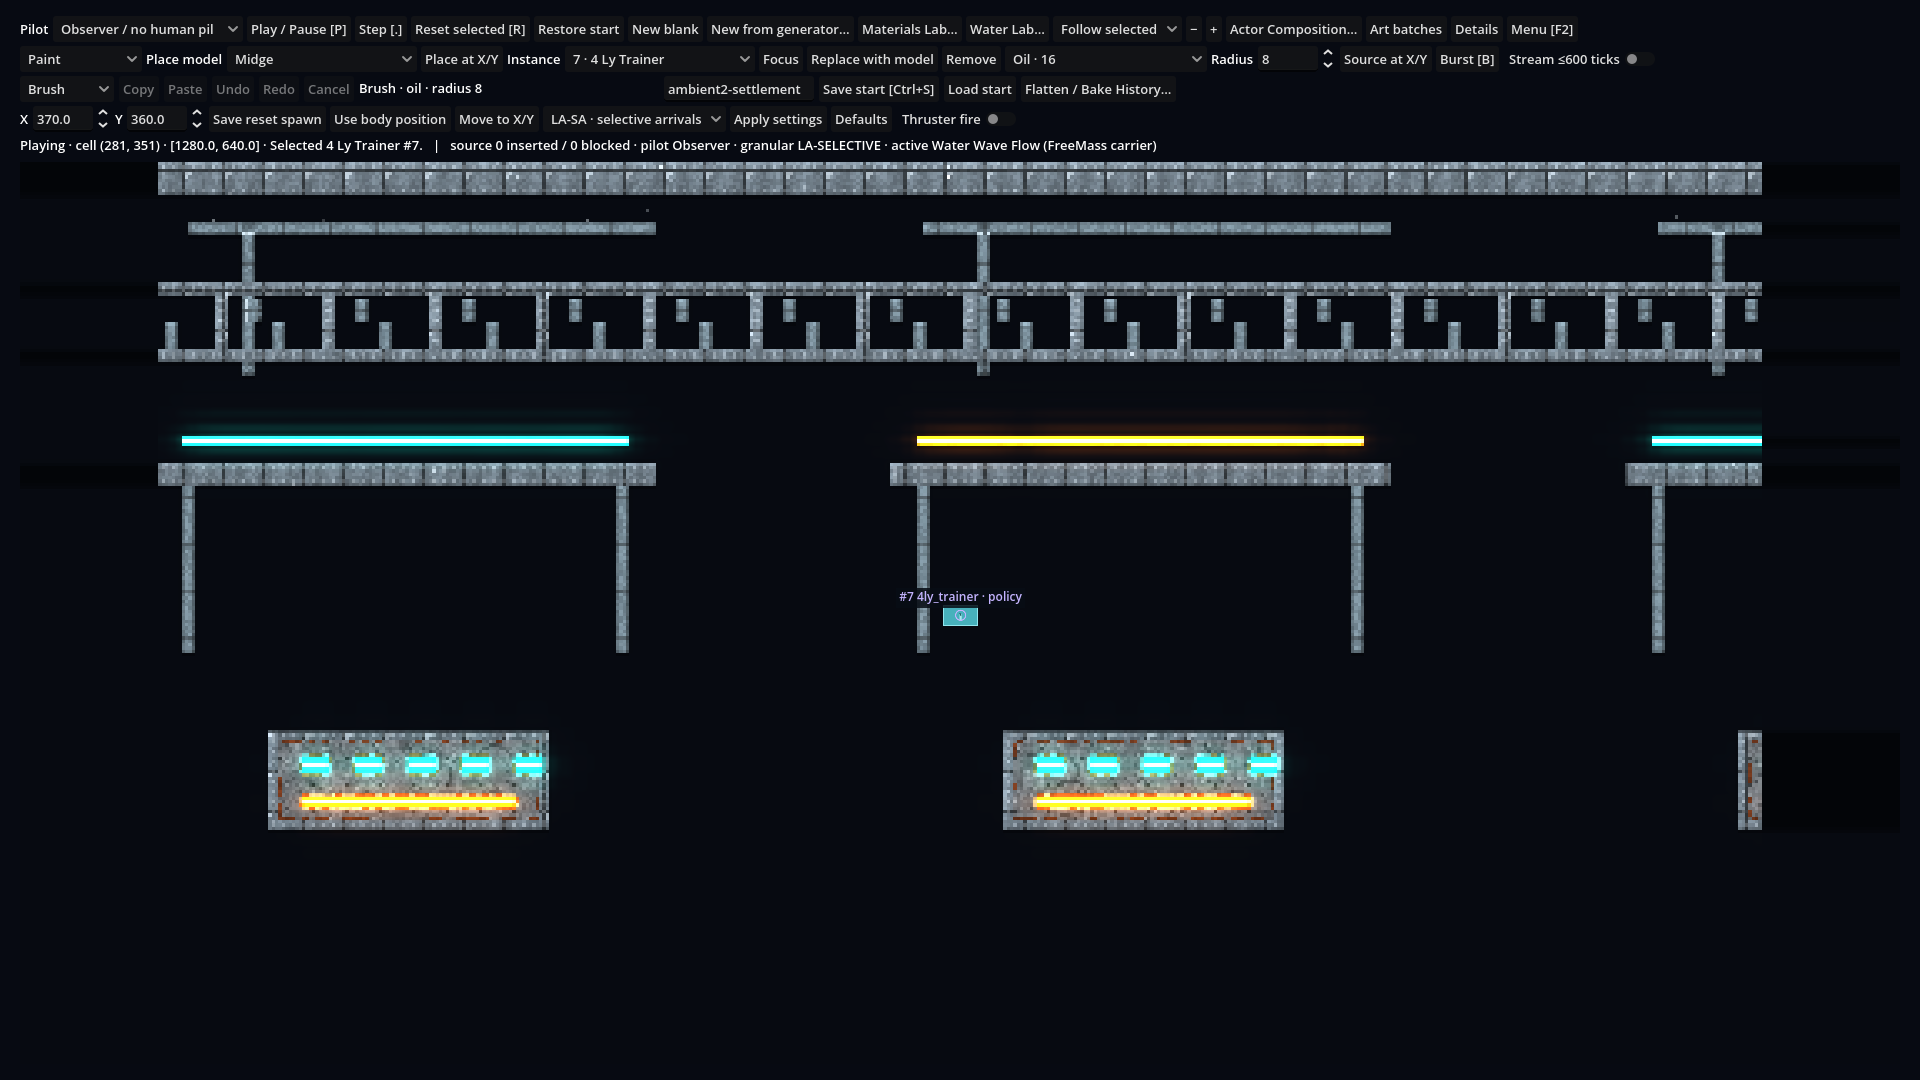 Pilot Observer / no human pil Play / Pause [P] Step [.] Reset selected [R] Restore start New blank New from generator... Materials Lab... Water Lab... Follow selected − + Actor Composition... Art batches Details Menu [F2]
Paint Place model Midge Place at X/Y Instance 7 · 4 Ly Trainer Focus Replace with model Remove Oil · 16 Radius 8 Source at X/Y Burst [B] Stream ≤600 ticks
Brush Copy Paste Undo Redo Cancel Brush · oil · radius 8 ambient2-settlement Save start [Ctrl+S] Load start Flatten / Bake History...
X 370.0 Y 360.0 Save reset spawn Use body position Move to X/Y LA-SA · selective arrivals Apply settings Defaults Thruster fire
Playing · cell (281, 351) · [1280.0, 640.0] · Selected 4 Ly Trainer #7. | source 0 inserted / 0 blocked · pilot Observer · granular LA-SELECTIVE · active Water Wave Flow (FreeMass carrier)
#7 4ly_trainer · policy